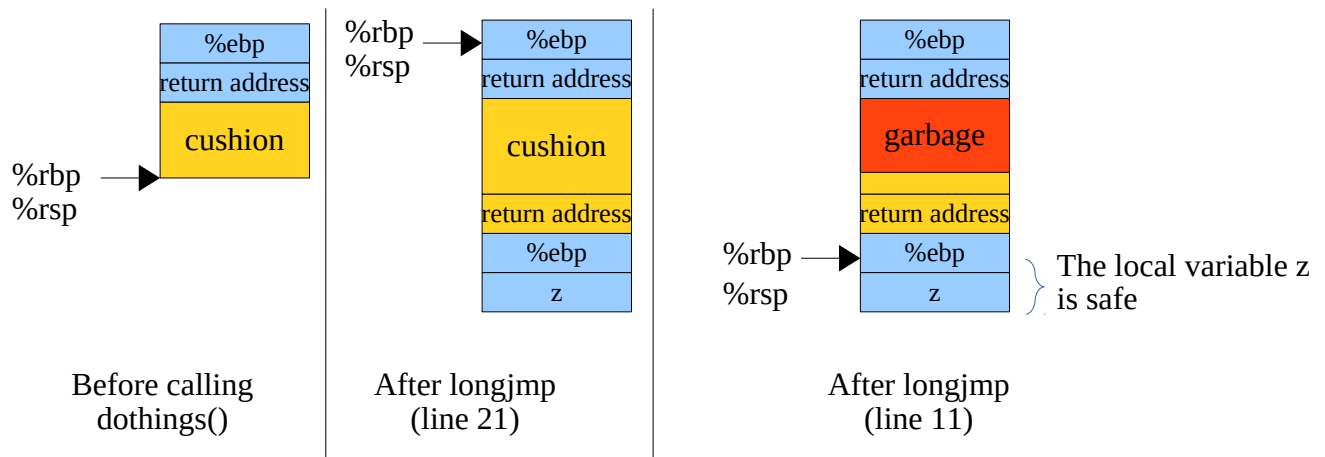 %ebp
return address
cushion
%rbp
%rsp
Before calling
dothings()
%rbp
%rsp
%ebp
return address
cushion
return address
%ebp
z
After longjmp
(line 21)
%ebp
return address
garbage
return address
%rbp
%rsp
%ebp
z
The local variable z
is safe
After longjmp
(line 11)